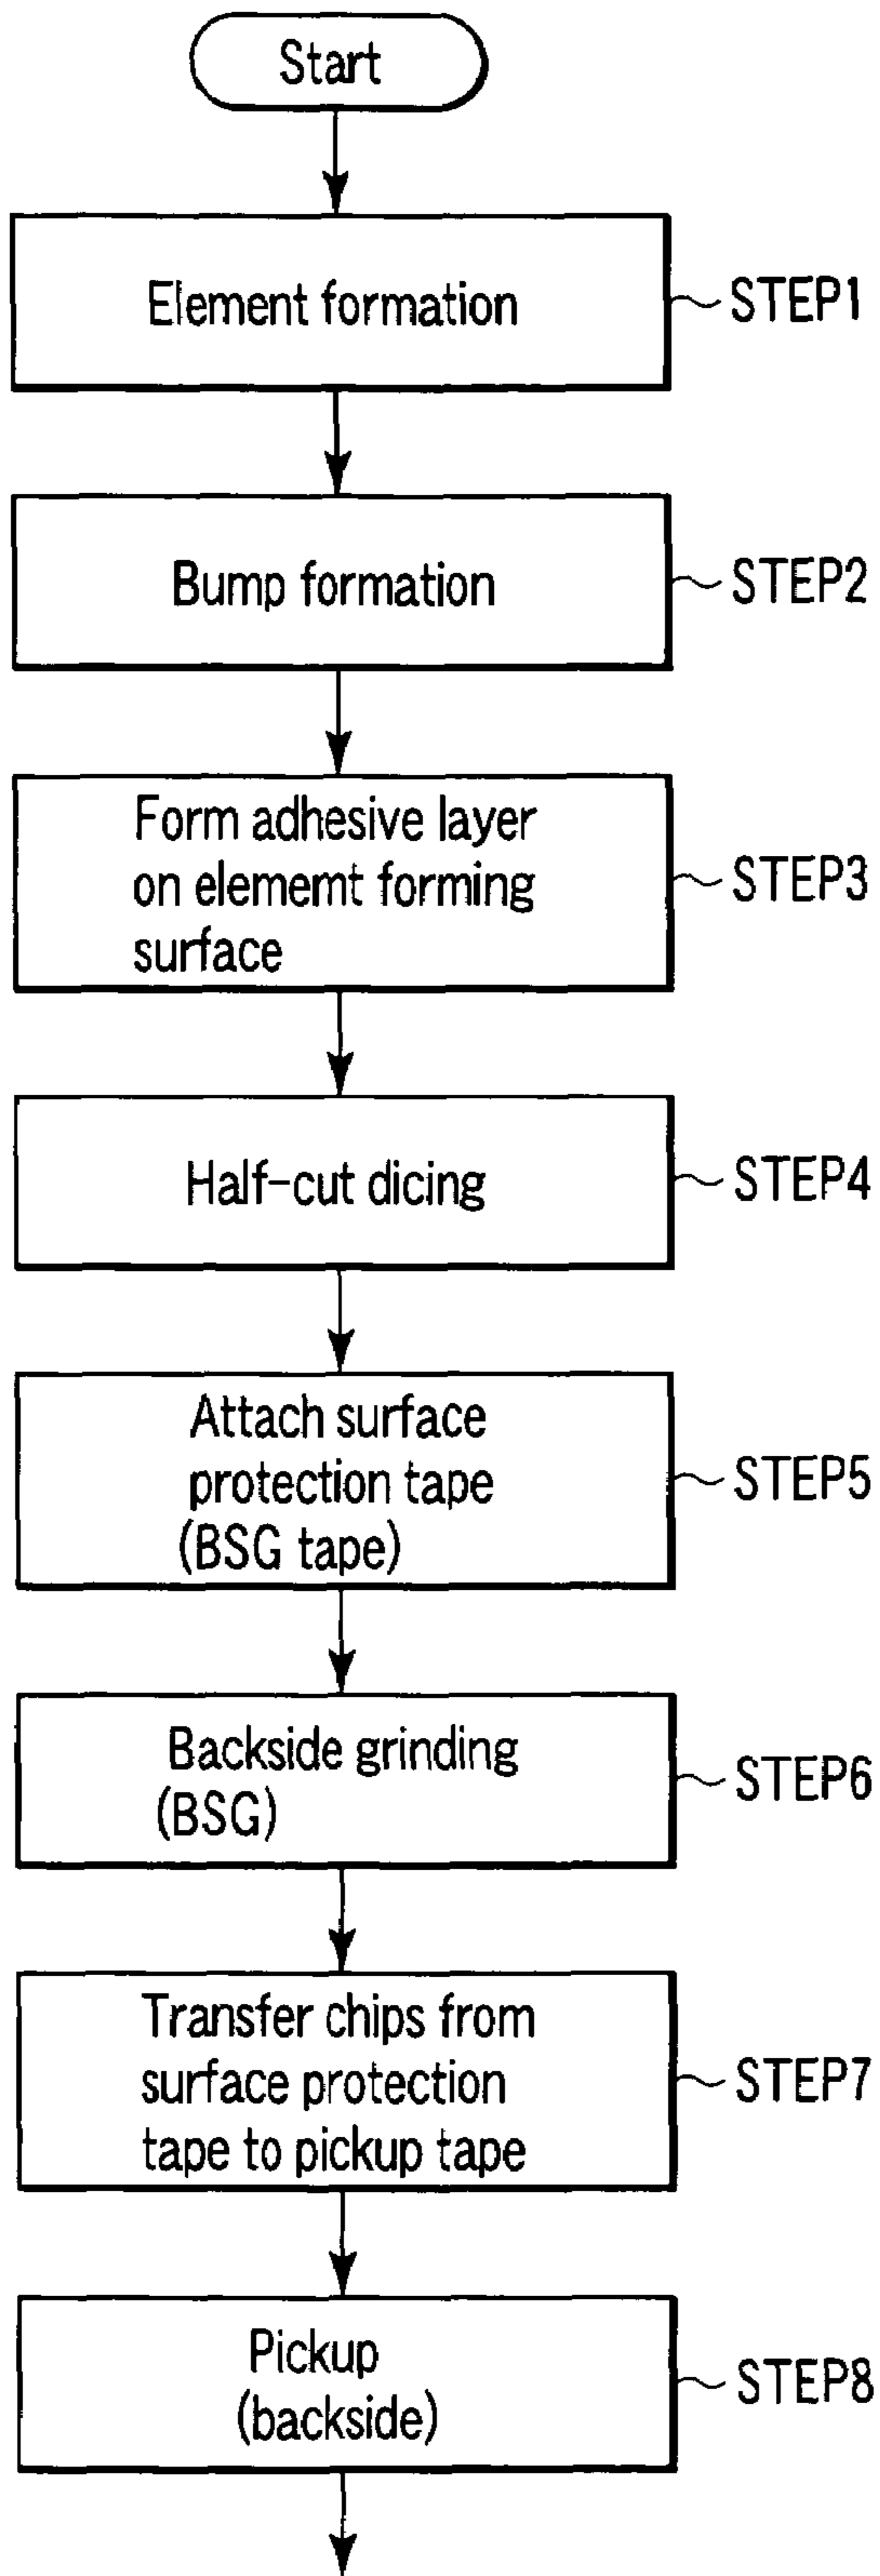 Start
Element formation
STEP1
Bump formation
STEP2
Form adhesive layer
on elememt forming
surface
STEP3
Half-cut dicing
STEP4
Attach surface
protection tape
(BSG tape)
STEP5
Backside grinding
(BSG)
STEP6
Transfer chips from
surface protection
tape to pickup tape
STEP7
Pickup
(backside)
STEP8